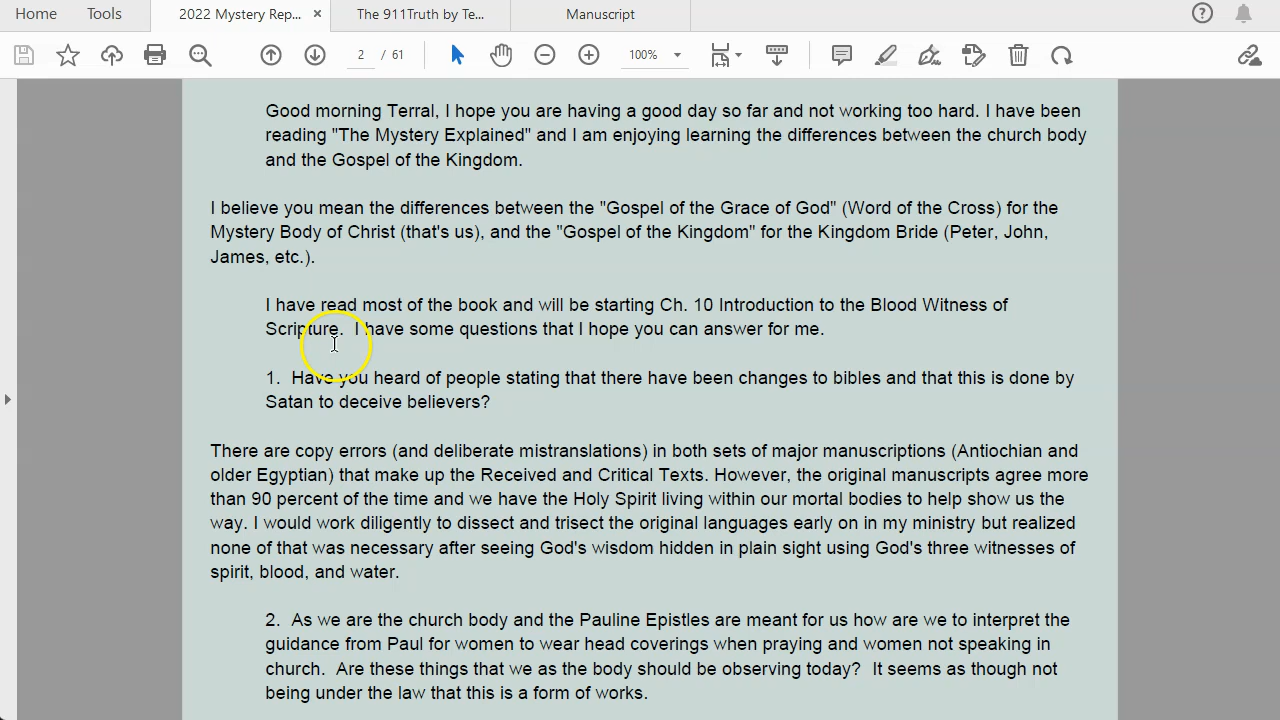 Home Tools 2022 Mystery Rep... × The 911Truth by Te... Manuscript
2 / 61 100%
Good morning Terral, I hope you are having a good day so far and not working too hard. I have been
reading "The Mystery Explained" and I am enjoying learning the differences between the church body
and the Gospel of the Kingdom.
I believe you mean the differences between the "Gospel of the Grace of God" (Word of the Cross) for the
Mystery Body of Christ (that's us), and the "Gospel of the Kingdom" for the Kingdom Bride (Peter, John,
James, etc.).
I have read most of the book and will be starting Ch. 10 Introduction to the Blood Witness of
Scripture.  I have some questions that I hope you can answer for me.
1.  Have you heard of people stating that there have been changes to bibles and that this is done by
Satan to deceive believers?
There are copy errors (and deliberate mistranslations) in both sets of major manuscriptions (Antiochian and
older Egyptian) that make up the Received and Critical Texts. However, the original manuscripts agree more
than 90 percent of the time and we have the Holy Spirit living within our mortal bodies to help show us the
way. I would work diligently to dissect and trisect the original languages early on in my ministry but realized
none of that was necessary after seeing God's wisdom hidden in plain sight using God's three witnesses of
spirit, blood, and water.
2.  As we are the church body and the Pauline Epistles are meant for us how are we to interpret the
guidance from Paul for women to wear head coverings when praying and women not speaking in
church.  Are these things that we as the body should be observing today?  It seems as though not
being under the law that this is a form of works.